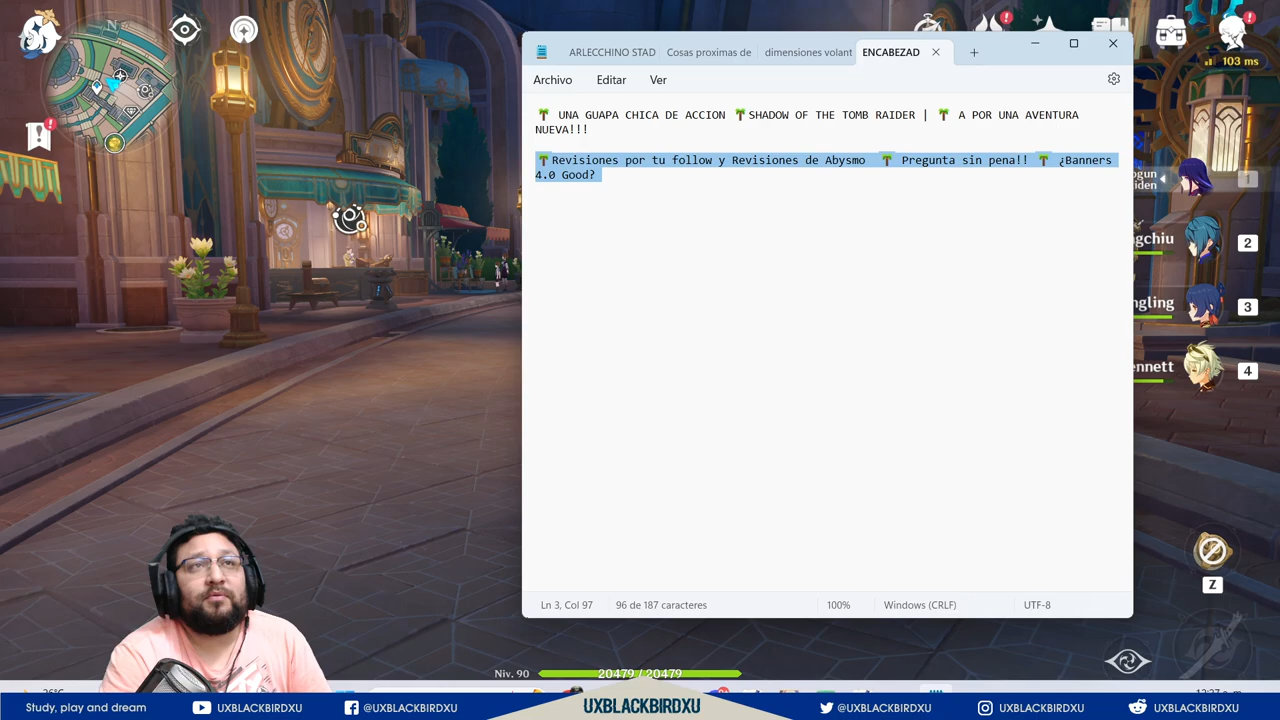 N
103 ms
ARLECCHINO STAD
Cosas proximas de
dimensiones volant
ENCABEZAD
Archivo
Editar
Ver
🌴 UNA GUAPA CHICA DE ACCION 🌴SHADOW OF THE TOMB RAIDER | 🌴 A POR UNA AVENTURA
NUEVA!!!
🌴Revisiones por tu follow y Revisiones de Abysmo 🌴 Pregunta sin pena!! 🌴 ¿Banners
4.0 Good?
ogun
iden
1
ngchiu
2
ngling
3
ennett
4
Z
Ln 3, Col 97
96 de 187 caracteres
100%
Windows (CRLF)
UTF-8
Niv. 90
20479 / 20479
Study, play and dream
UXBLACKBIRDXU
@UXBLACKBIRDXU
UXBLACKBIRDXU
@UXBLACKBIRDXU
UXBLACKBIRDXU
UXBLACKBIRDXU